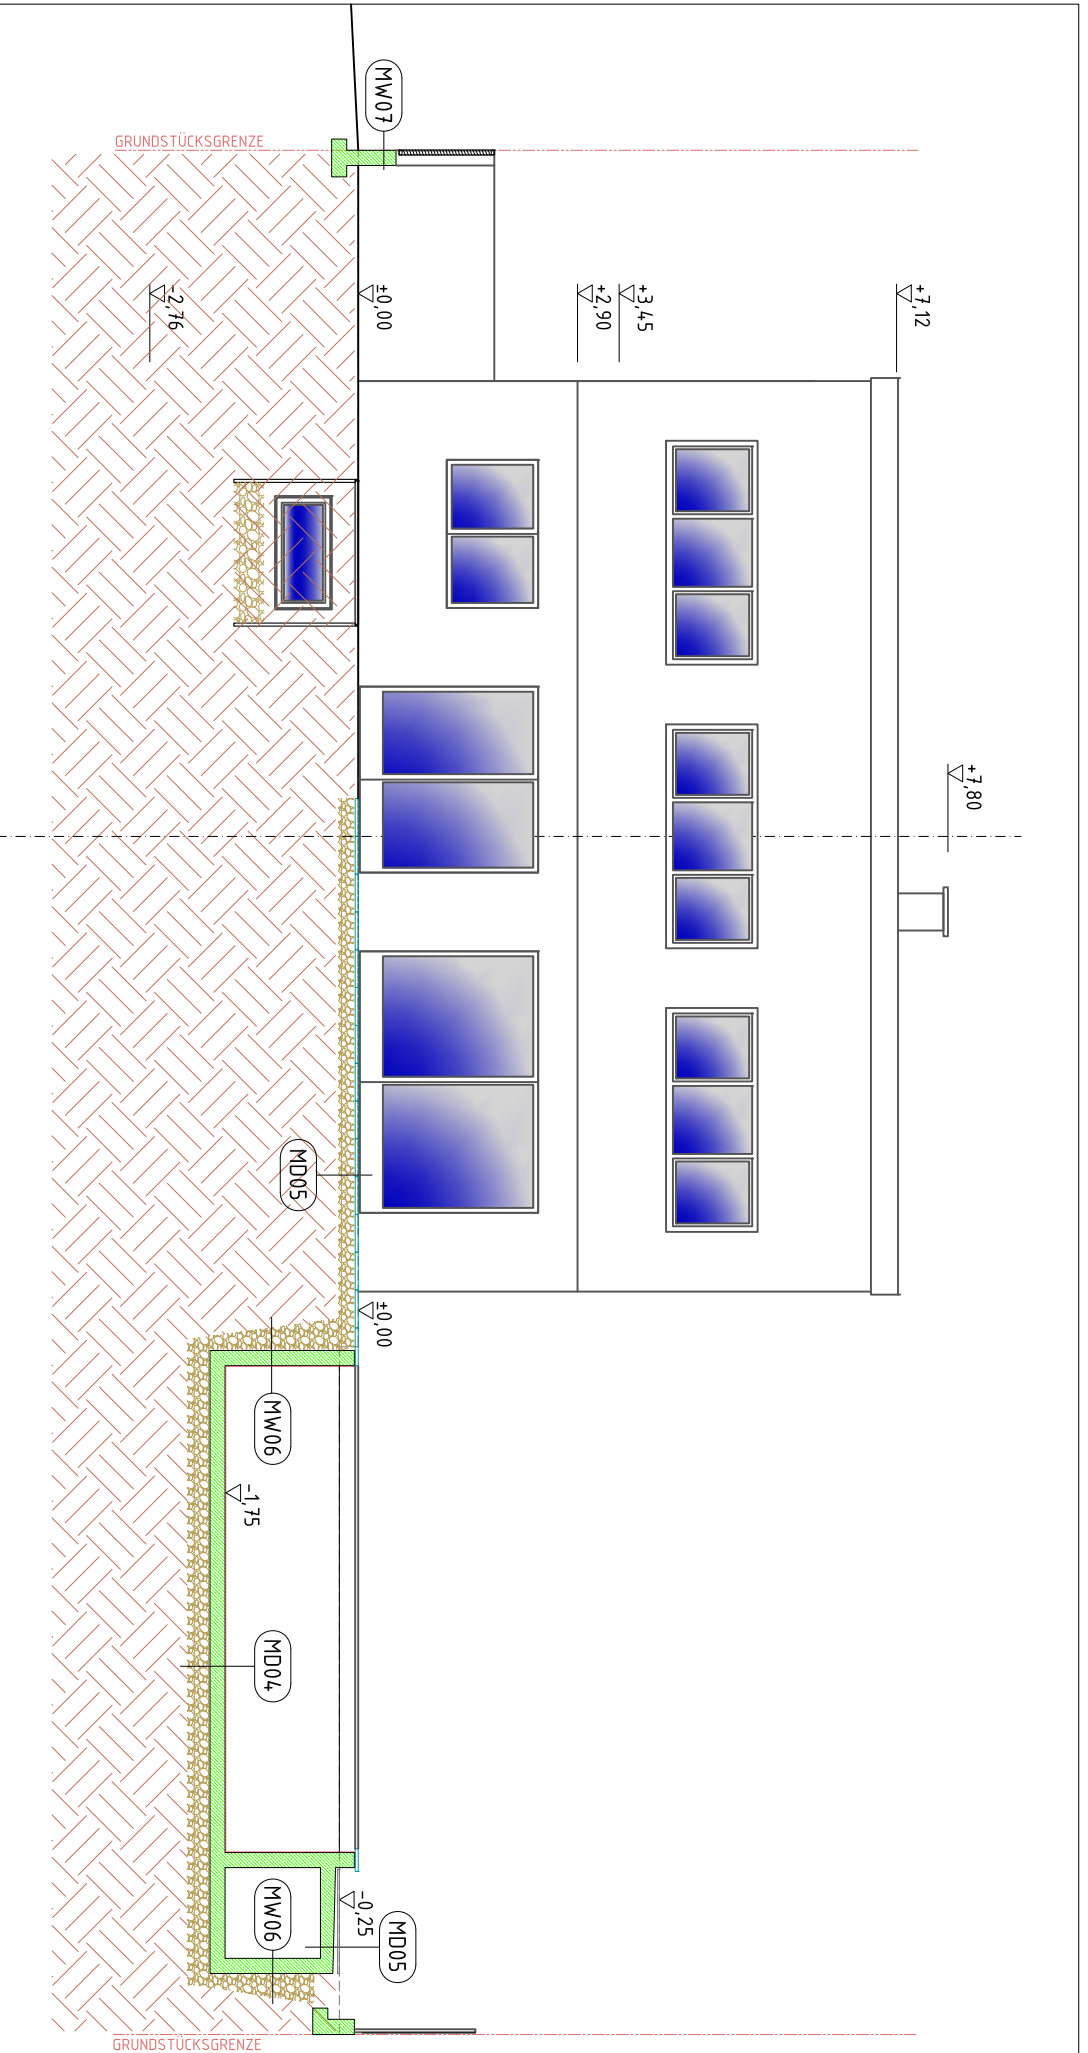 GRUNDSTÜCKSGRENZE
MW07
+7,12
+3,45
+2,90
±0,00
-2,76
+7,80
MD05
±0,00
MW06
-1,75
MD04
MW06
-0,25
MD05
GRUNDSTÜCKSGRENZE